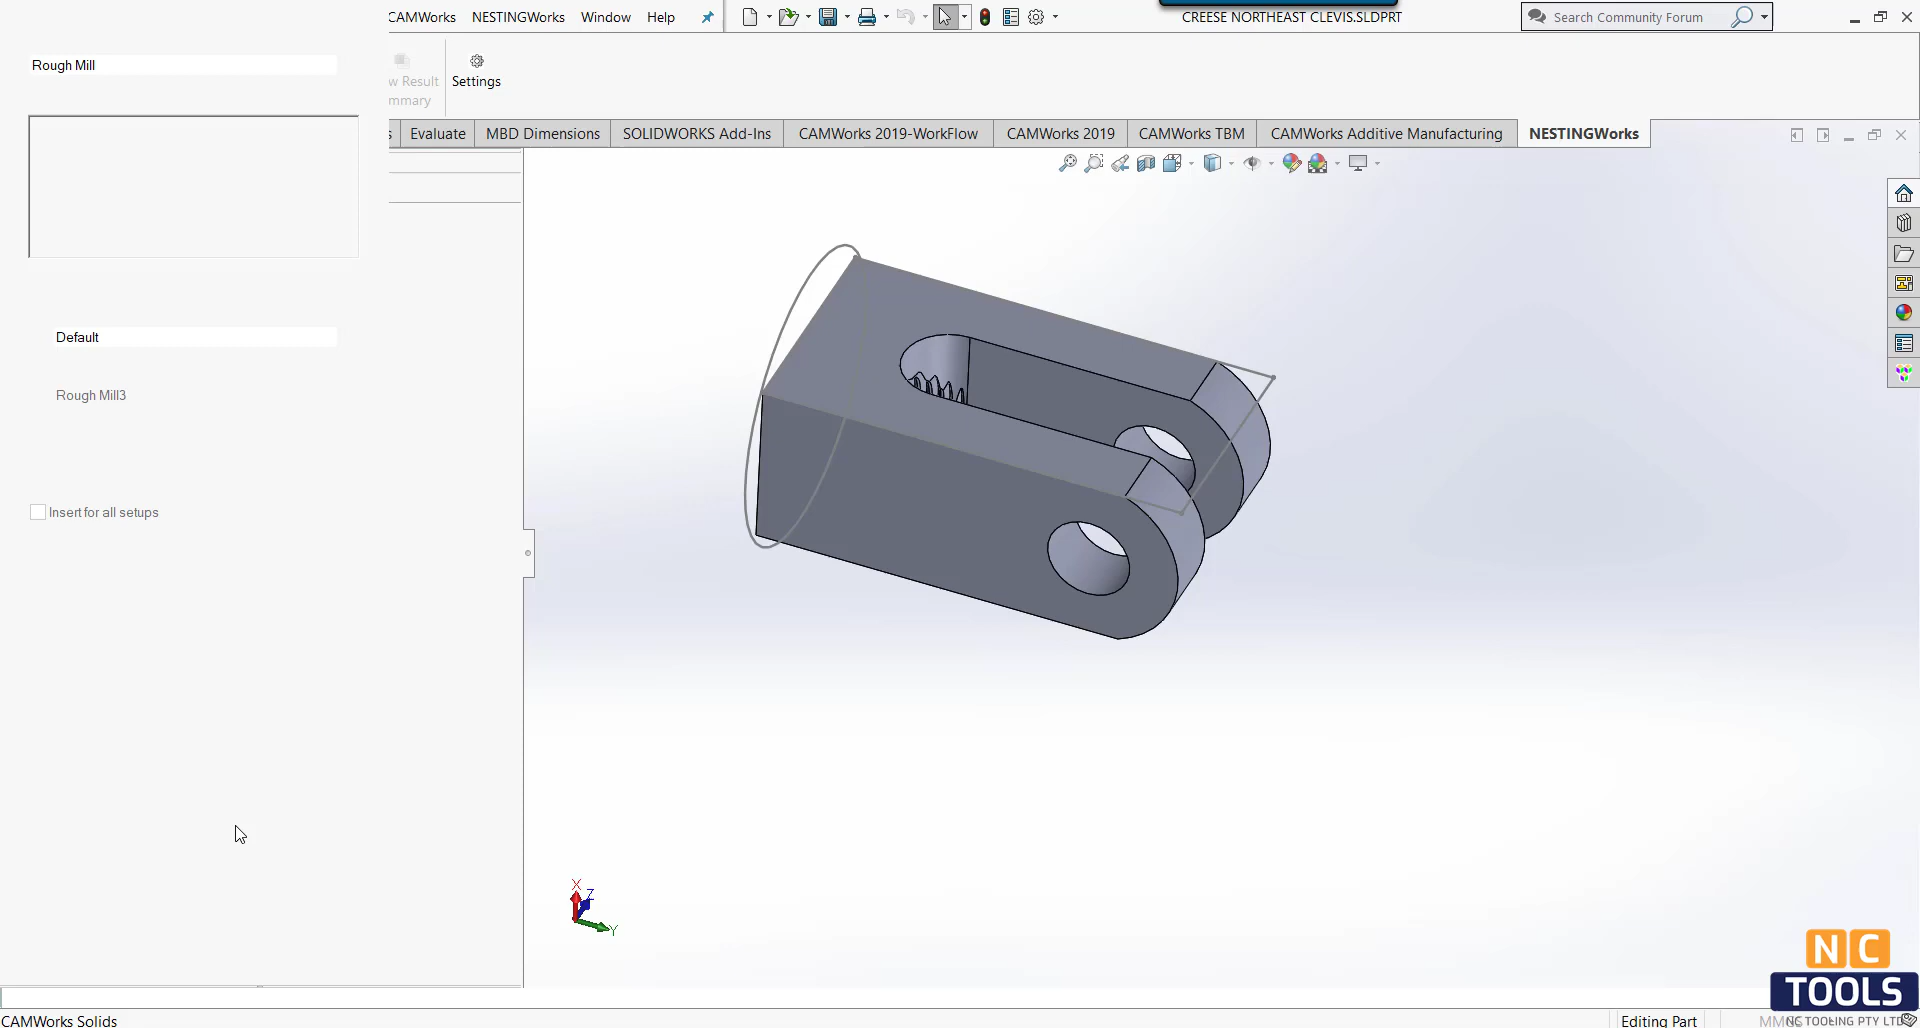 CAMWorks NESTINGWorks Window Help
CREESE NORTHEAST CLEVIS.SLDPRT
Search Community Forum
Rough Mill
w Result
mmary
Settings
Evaluate MBD Dimensions SOLIDWORKS Add-Ins CAMWorks 2019-WorkFlow CAMWorks 2019 CAMWorks TBM CAMWorks Additive Manufacturing NESTINGWorks
Default
Rough Mill3
Insert for all setups
X
Z
Y
NC
TOOLS
NC TOOLING PTY LTD
CAMWorks Solids
Editing Part